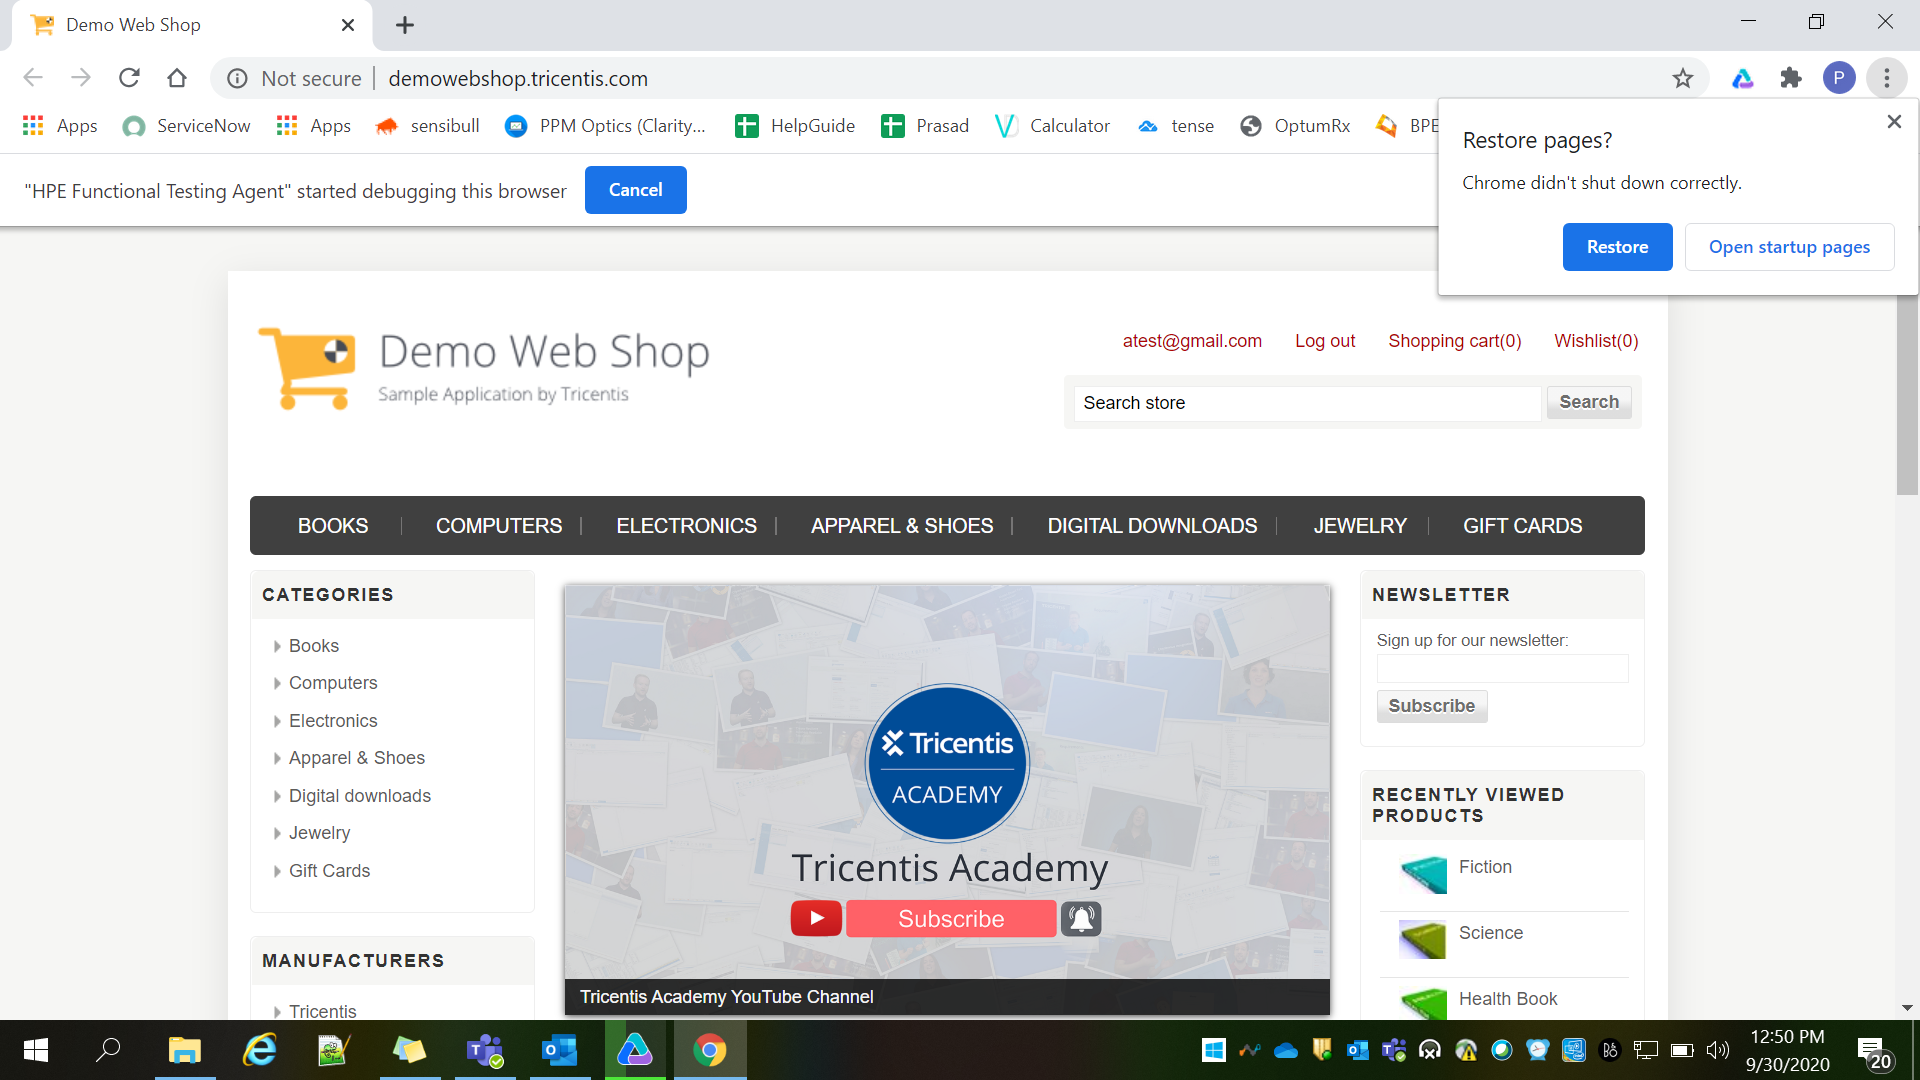 Demo Web Shop
Not secure
demowebshop.tricentis.com
P
Apps
ServiceNow
Apps
sensibull
PPM Optics (Clarity...
HelpGuide
Prasad
Calculator
tense
OptumRx
BPE
"HPE Functional Testing Agent" started debugging this browser
Cancel
Restore pages?
Chrome didn't shut down correctly.
Restore
Open startup pages
Demo Web Shop
Sample Application by Tricentis
atest@gmail.com
Log out
Shopping cart(0)
Wishlist(0)
Search store
Search
BOOKS
COMPUTERS
ELECTRONICS
APPAREL & SHOES
DIGITAL DOWNLOADS
JEWELRY
GIFT CARDS
CATEGORIES
Books
Computers
Electronics
Apparel & Shoes
Digital downloads
Jewelry
Gift Cards
MANUFACTURERS
Tricentis
Tricentis
ACADEMY
Tricentis Academy
Subscribe
Tricentis Academy YouTube Channel
NEWSLETTER
Sign up for our newsletter:
Subscribe
RECENTLY VIEWED
PRODUCTS
Fiction
Science
Health Book
12:50 PM
9/30/2020
20